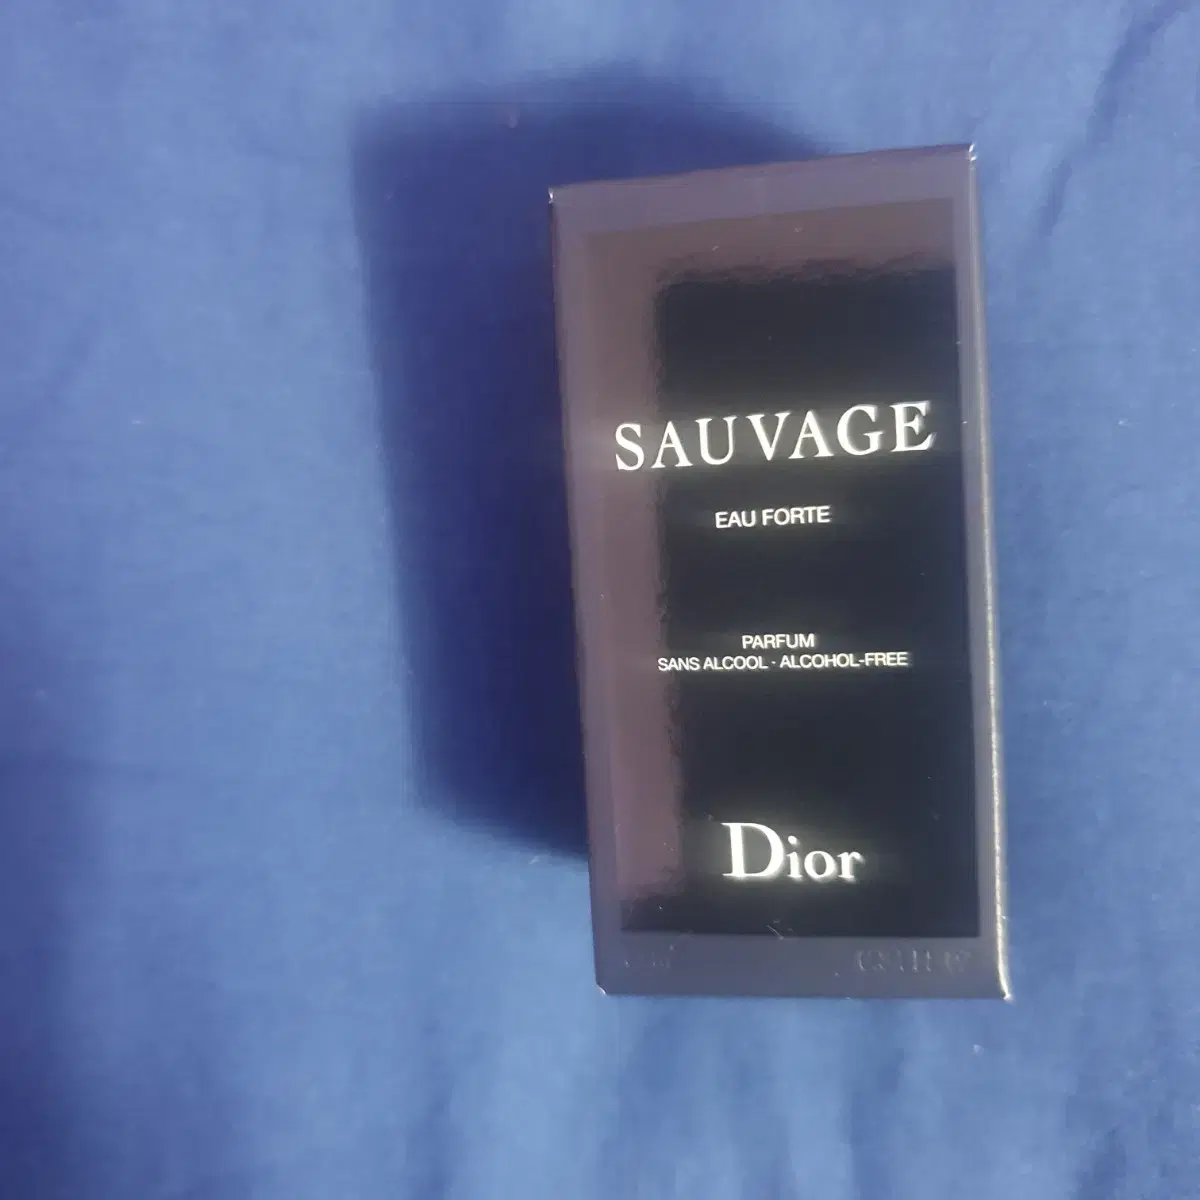 SAUVAGE
EAU FORTE
PARFUM
SANS ALCOOL · ALCOHOL-FREE
Dior